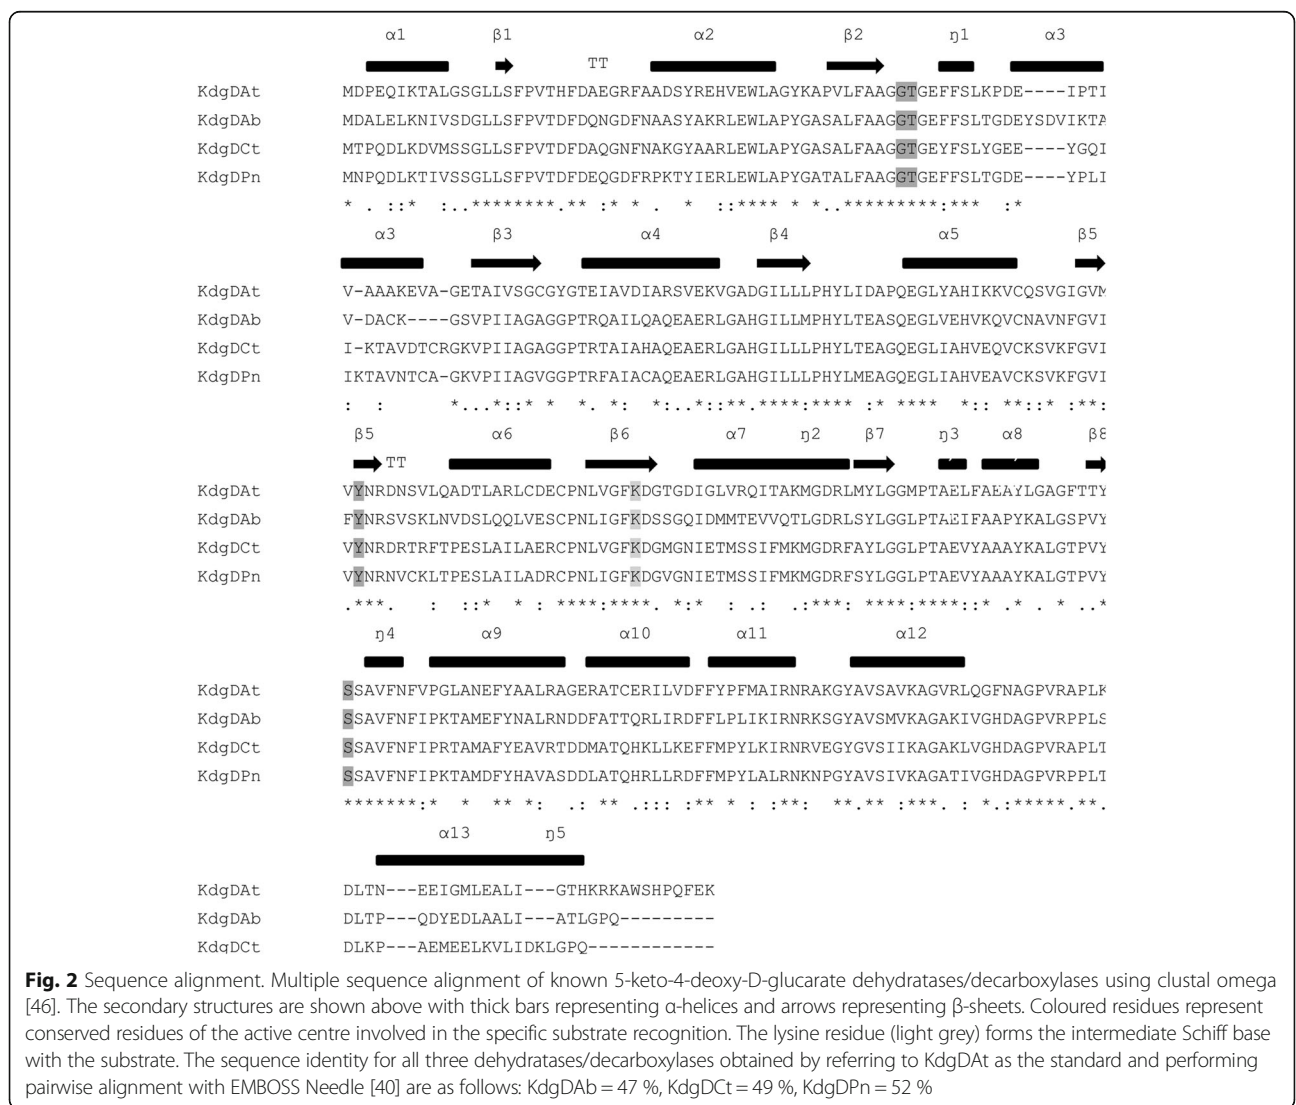 α1 β1 α2 β2 η1 α3
TT
KdgDAt MDPEQIKTALGSGLLSFPVTHFDAEGRFAADSYREHVEWLAGYKAPVLFAAGGTGEFFSLKPDE----IPTI
KdgDAb MDALELKNIVSDGLLSFPVTDFDQNGDFNAASYAKRLEWLAPYGASALFAAGGTGEFFSLTGDEYSDVIKTA
KdgDCt MTPQDLKDVMSSGLLSFPVTDFDAQGNFNAKGYAARLEWLAPYGASALFAAGGTGEYFSLYGEE----YGQI
KdgDPn MNPQDLKTIVSSGLLSFPVTDFDEQGDFRPKTYIERLEWLAPYGATALFAAGGTGEFFSLTGDE----YPLI
* . ::* :..********.** :* * . * ::**** * *..*********:*** :*
α3 β3 α4 β4 α5 β5
KdgDAt V-AAAKEVA-GETAIVSGCGYGTEIAVDIARSVEKVGADGILLLPHYLIDAPQEGLYAHIKKVCQSVGIGVM
KdgDAb V-DACK----GSVPIIAGAGGPTRQAILQAQEAERLGAHGILLMPHYLTEASQEGLVEHVKQVCNAVNFGVI
KdgDCt I-KTAVDTCRGKVPIIAGAGGPTRTAIAHAQEAERLGAHGILLLPHYLTEAGQEGLIAHVEQVCKSVKFGVI
KdgDPn IKTAVNTCA-GKVPIIAGVGGPTRFAIACAQEAERLGAHGILLLPHYLMEAGQEGLIAHVEAVCKSVKFGVI
: : *...*::* * *. *: *:..*::**.****:**** :* **** *:: **::* :**:
β5 α6 β6 α7 η2 β7 η3 α8 β8
TT
KdgDAt VYNRDNSVLQADTLARLCDECPNLVGFKDGTGDIGLVRQITAKMGDRLMYLGGMPTAELFAEAYLGAGFTTY
KdgDAb FYNRSVSKLNVDSLQQLVESCPNLIGFKDSSGQIDMMTEVVQTLGDRLSYLGGLPTAEIFAAPYKALGSPVY
KdgDCt VYNRDRTRFTPESLAILAERCPNLVGFKDGMGNIETMSSIFMKMGDRFAYLGGLPTAEVYAAAYKALGTPVY
KdgDPn VYNRNVCKLTPESLAILADRCPNLIGFKDGVGNIETMSSIFMKMGDRFSYLGGLPTAEVYAAAYKALGTPVY
.***. : ::* * : ****:****. *:* : .: .:***: ****:****::* .* . * ..*
η4 α9 α10 α11 α12
KdgDAt SSAVFNFVPGLANEFYAALRAGERATCERILVDFFYPFMAIRNRAKGYAVSAVKAGVRLQGFNAGPVRAPLK
KdgDAb SSAVFNFIPKTAMEFYNALRNDDFATTQRLIRDFFLPLIKIRNRKSGYAVSMVKAGAKIVGHDAGPVRPPLS
KdgDCt SSAVFNFIPRTAMAFYEAVRTDDMATQHKLLKEFFMPYLKIRNRVEGYGVSIIKAGAKLVGHDAGPVRAPLT
KdgDPn SSAVFNFIPKTAMDFYHAVASDDLATQHRLLRDFFMPYLALRNKNPGYAVSIVKAGATIVGHDAGPVRPPLT
*******:* * ** *: .: ** .::: :** * : :**: **.** :***. : *.:*****.**.
α13 η5
KdgDAt DLTN---EEIGMLEALI---GTHKRKAWSHPQFEK
KdgDAb DLTP---QDYEDLAALI---ATLGPQ---------
KdgDCt DLKP---AEMEELKVLIDKLGPQ------------
Fig. 2 Sequence alignment. Multiple sequence alignment of known 5-keto-4-deoxy-D-glucarate dehydratases/decarboxylases using clustal omega
[46]. The secondary structures are shown above with thick bars representing α-helices and arrows representing β-sheets. Coloured residues represent
conserved residues of the active centre involved in the specific substrate recognition. The lysine residue (light grey) forms the intermediate Schiff base
with the substrate. The sequence identity for all three dehydratases/decarboxylases obtained by referring to KdgDAt as the standard and performing
pairwise alignment with EMBOSS Needle [40] are as follows: KdgDAb = 47 %, KdgDCt = 49 %, KdgDPn = 52 %